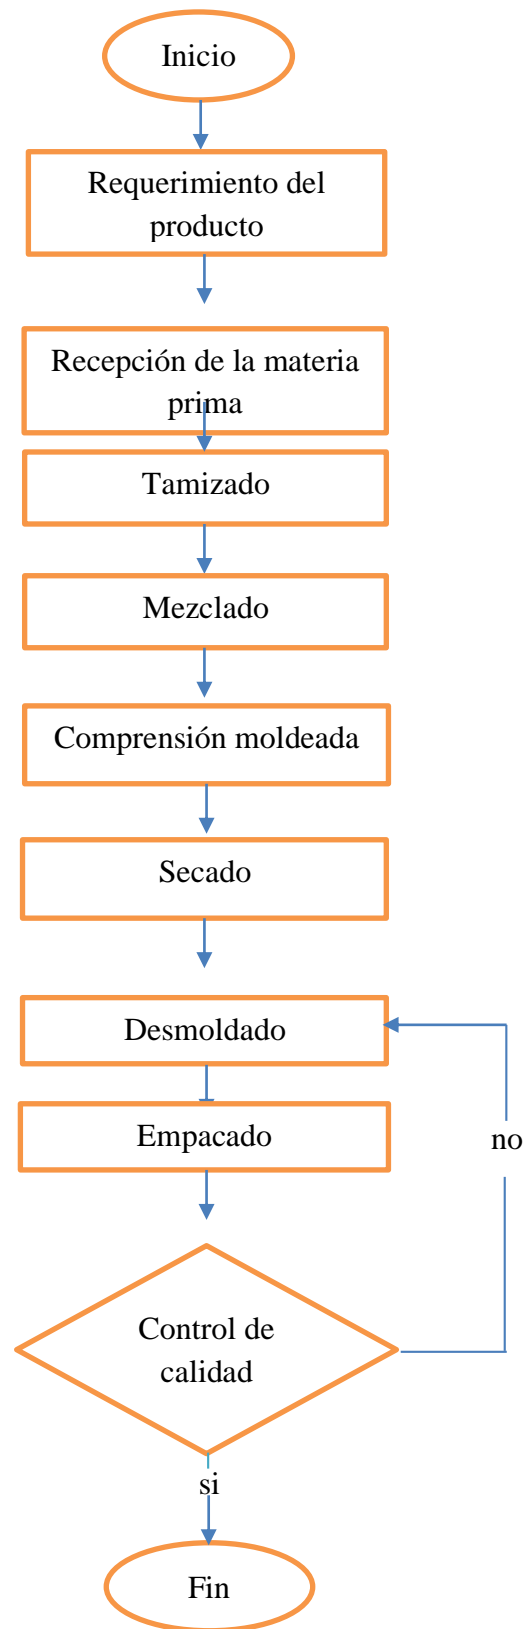 Inicio
Requerimiento del
producto
Recepción de la materia
prima
Tamizado
Mezclado
Comprensión moldeada
Secado
Desmoldado
Empacado
no
Control de
calidad
si
Fin